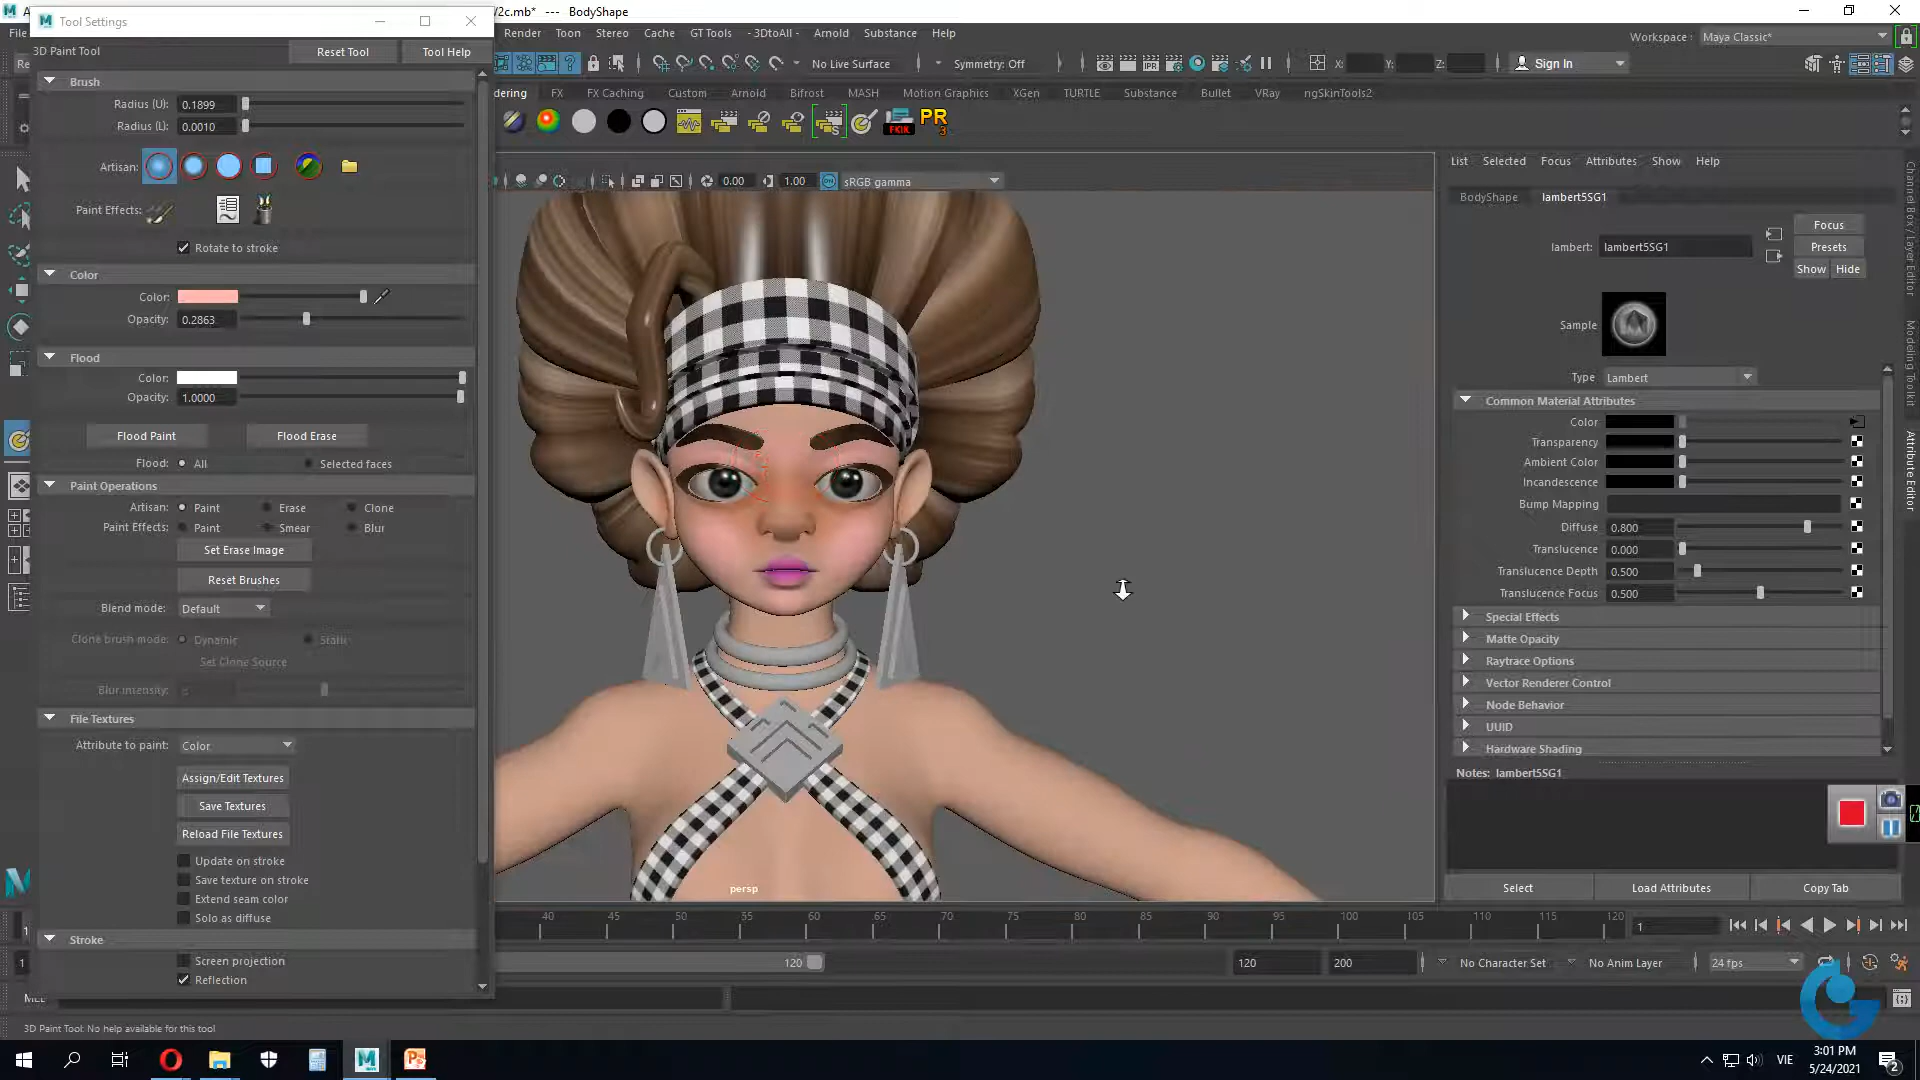 Tool Settings
/2c.mb* --- BodyShape
3D Paint Tool
Reset Tool
Tool Help
Render
Toon
Stereo
Cache
GT Tools
- 3DtoAll -
Arnold
Substance
Help
Workspace :
Maya Classic*
No Live Surface
Symmetry: Off
X:
Y:
Z:
Sign In
dering
FX
FX Caching
Custom
Arnold
Bifrost
MASH
Motion Graphics
XGen
TURTLE
Substance
Bullet
VRay
ngSkinTools2
FKIK
PR
3
Brush
Radius (U):
0.1899
Radius (L):
0.0010
Artisan:
Paint Effects:
Rotate to stroke
Color
Color:
Opacity:
0.2863
Flood
Color:
Opacity:
1.0000
Flood Paint
Flood Erase
Flood:
All
Selected faces
Paint Operations
Artisan:
Paint
Erase
Clone
Paint Effects:
Paint
Smear
Blur
Set Erase Image
Reset Brushes
Blend mode:
Default
Clone brush mode:
Dynamic
Static
Set Clone Source
Blur intensity:
File Textures
Attribute to paint:
Color
Assign/Edit Textures
Save Textures
Reload File Textures
Update on stroke
Save texture on stroke
Extend seam color
Solo as diffuse
Stroke
Screen projection
Reflection
0.00
1.00
sRGB gamma
persp
List
Selected
Focus
Attributes
Show
Help
BodyShape
lambert5SG1
lambert:
lambert5SG1
Focus
Presets
Show
Hide
Sample
Type
Lambert
Common Material Attributes
Color
Transparency
Ambient Color
Incandescence
Bump Mapping
Diffuse
0.800
Translucence
0.000
Translucence Depth
0.500
Translucence Focus
0.500
Special Effects
Matte Opacity
Raytrace Options
Vector Renderer Control
Node Behavior
UUID
Hardware Shading
Notes: lambert5SG1
Select
Load Attributes
Copy Tab
Channel Box / Layer Editor
Modeling Toolkit
Attribute Editor
40
45
50
55
60
65
70
75
80
85
90
95
100
105
110
115
120
1
1
120
120
200
No Character Set
No Anim Layer
24 fps
MEL
3D Paint Tool: No help available for this tool
VIE
3:01 PM
5/24/2021
2